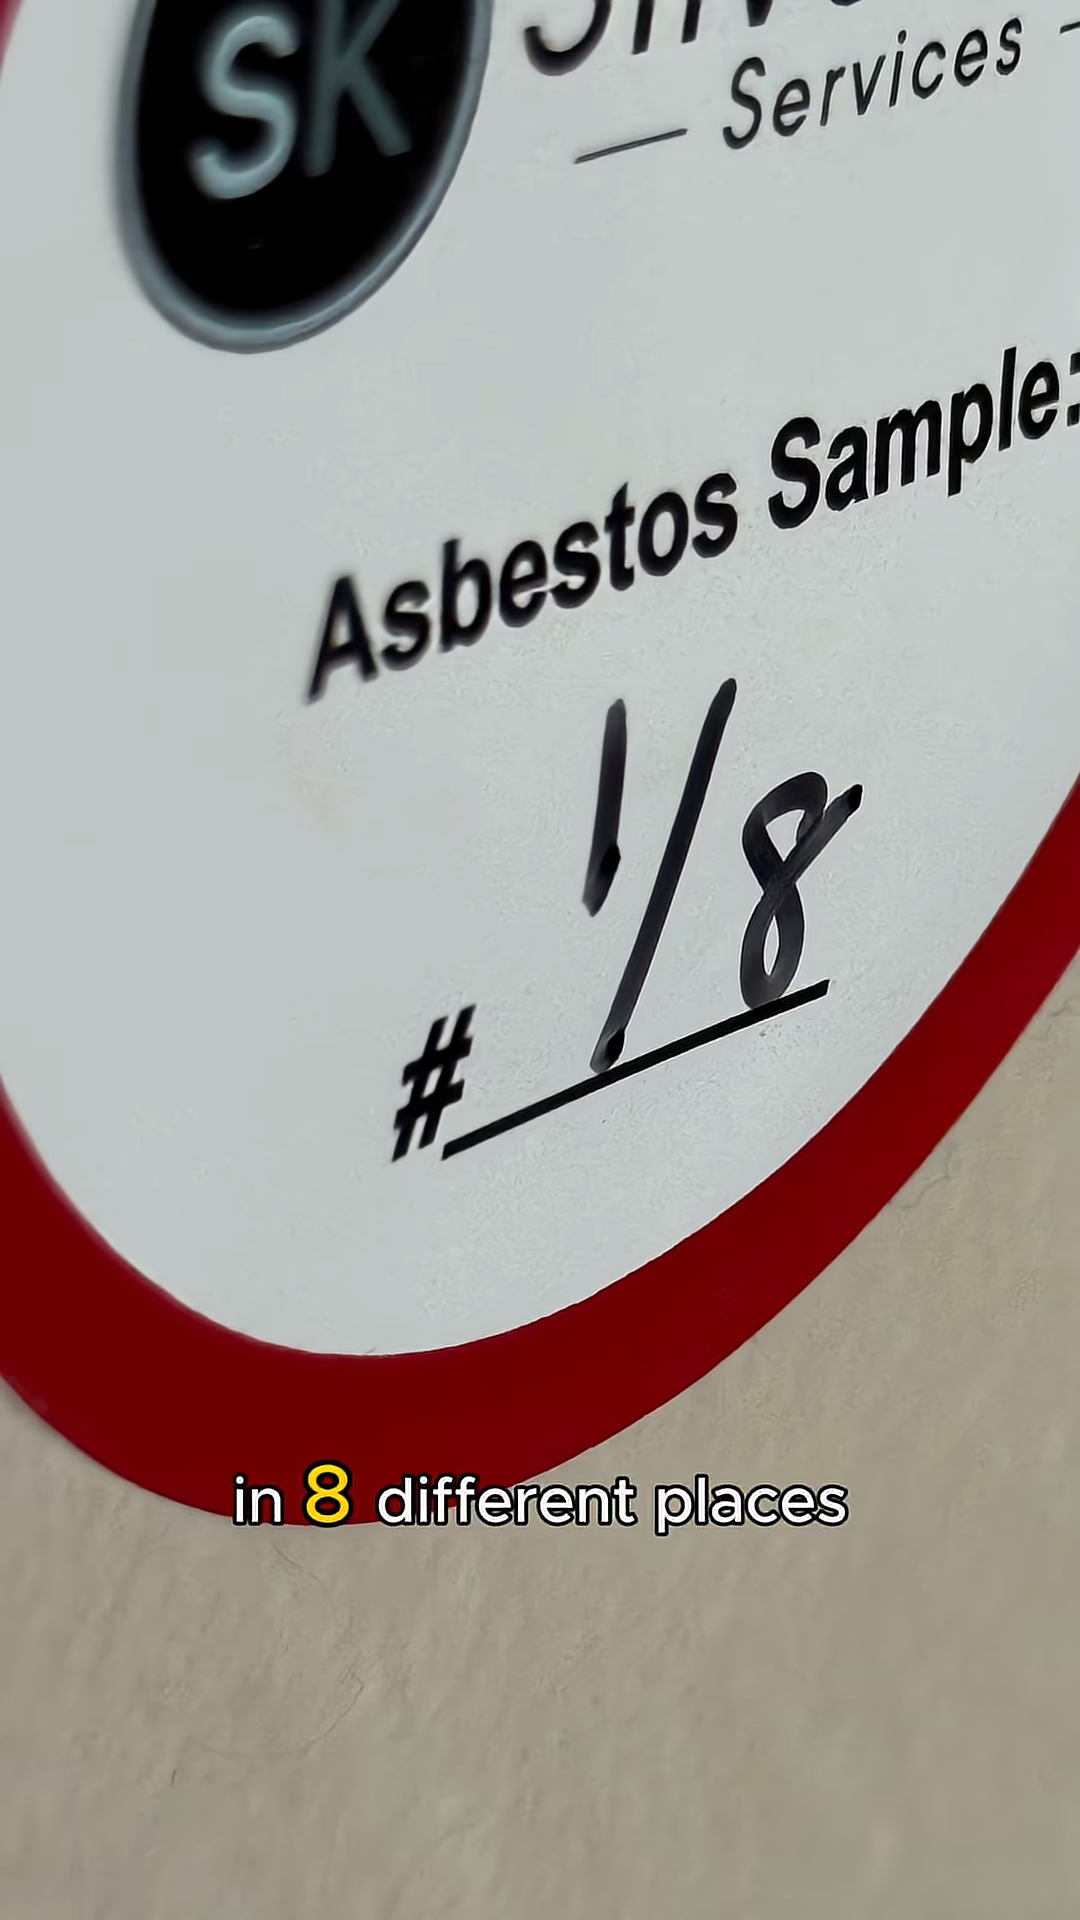 SK
Services
Asbestos Sample:
# 1/8
in 8 different places